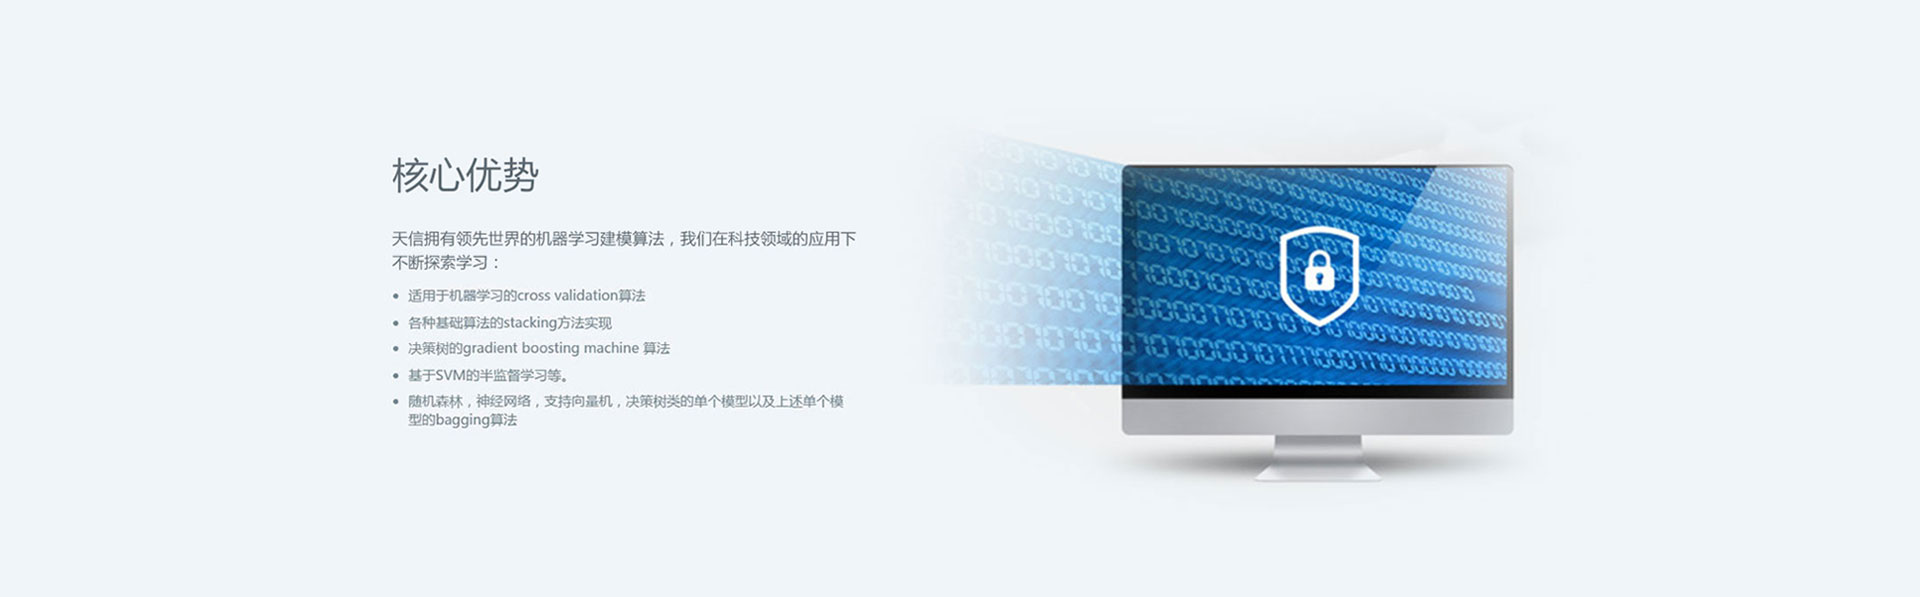 核心优势
天信拥有领先世界的机器学习建模算法，我们在科技领域的应用下
不断探索学习：
• 适用于机器学习的cross validation算法
• 各种基础算法的stacking方法实现
• 决策树的gradient boosting machine 算法
• 基于SVM的半监督学习等。
• 随机森林，神经网络，支持向量机，决策树类的单个模型以及上述单个模
型的bagging算法